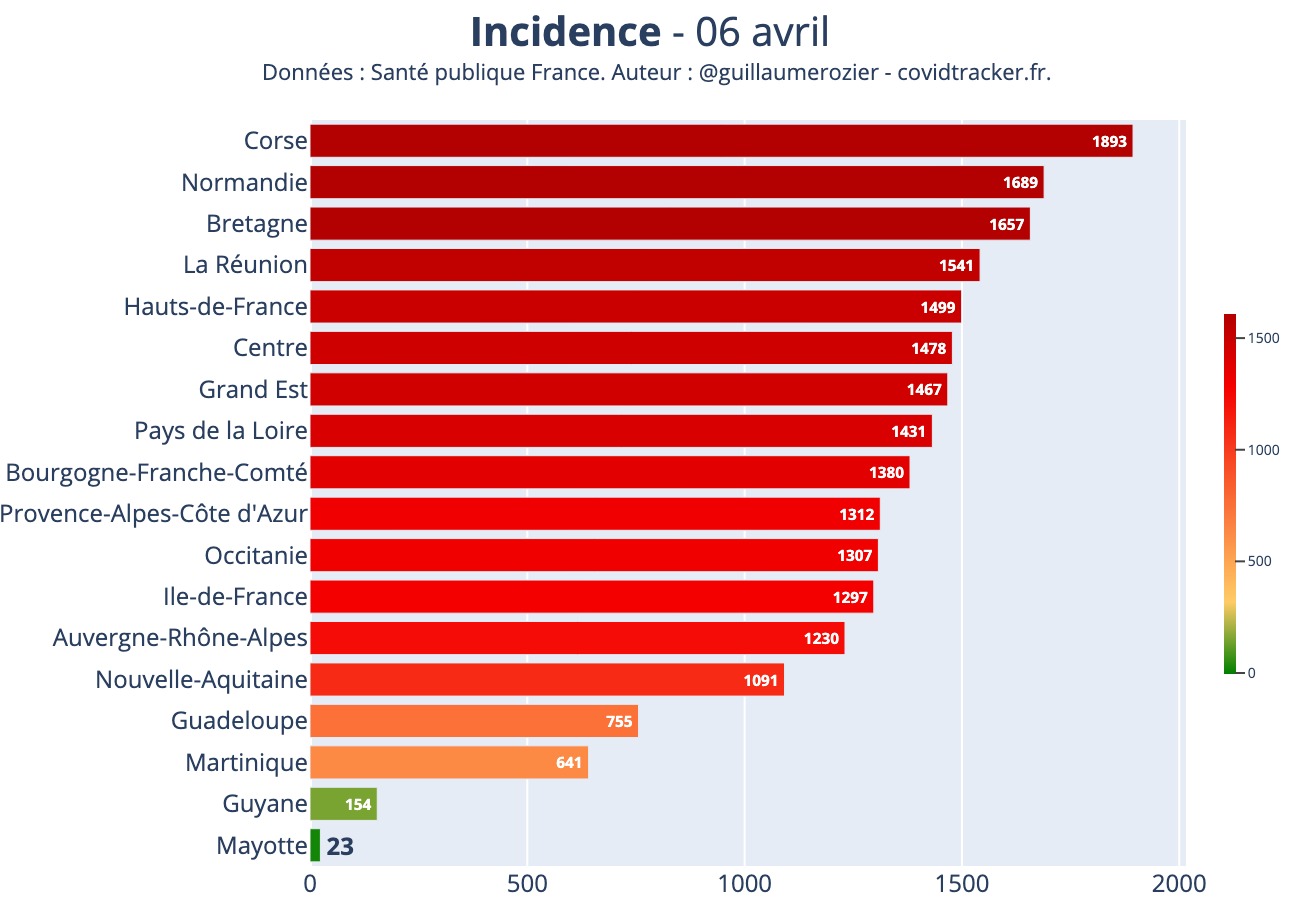 Incidence - 06 avril
Données : Santé publique France. Auteur : @guillaumerozier - covidtracker.fr.
Corse 1893
Normandie 1689
Bretagne 1657
La Réunion 1541
Hauts-de-France 1499
Centre 1478
Grand Est 1467
Pays de la Loire 1431
Bourgogne-Franche-Comté 1380
Provence-Alpes-Côte d'Azur 1312
Occitanie 1307
Ile-de-France 1297
Auvergne-Rhône-Alpes 1230
Nouvelle-Aquitaine 1091
Guadeloupe 755
Martinique 641
Guyane 154
Mayotte 23
0 500 1000 1500 2000
1500
1000
500
0